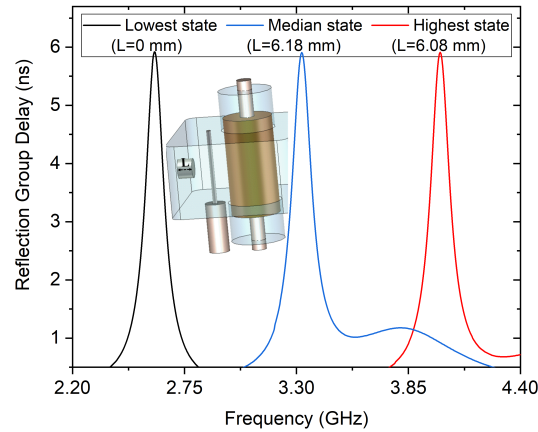 Lowest state Median state Highest state
(L=0 mm) (L=6.18 mm) (L=6.08 mm)
6
5
4
3
2
1
2.20 2.75 3.30 3.85 4.40
Reflection Group Delay (ns)
Frequency (GHz)
L